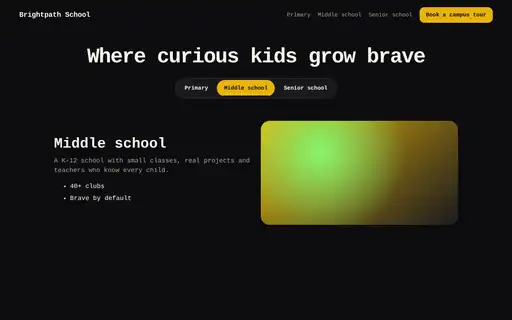 Brightpath School
Primary Middle school Senior school Book a campus tour
Where curious kids grow brave
Primary Middle school Senior school
Middle school
A K-12 school with small classes, real projects and
teachers who know every child.
• 40+ clubs
• Brave by default